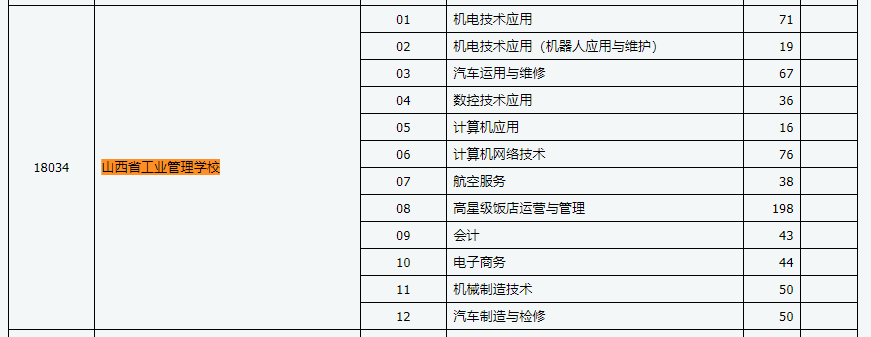 01 机电技术应用 71
02 机电技术应用（机器人应用与维护） 19
03 汽车运用与维修 67
04 数控技术应用 36
05 计算机应用 16
06 计算机网络技术 76
18034 山西省工业管理学校
07 航空服务 38
08 高星级饭店运营与管理 198
09 会计 43
10 电子商务 44
11 机械制造技术 50
12 汽车制造与检修 50